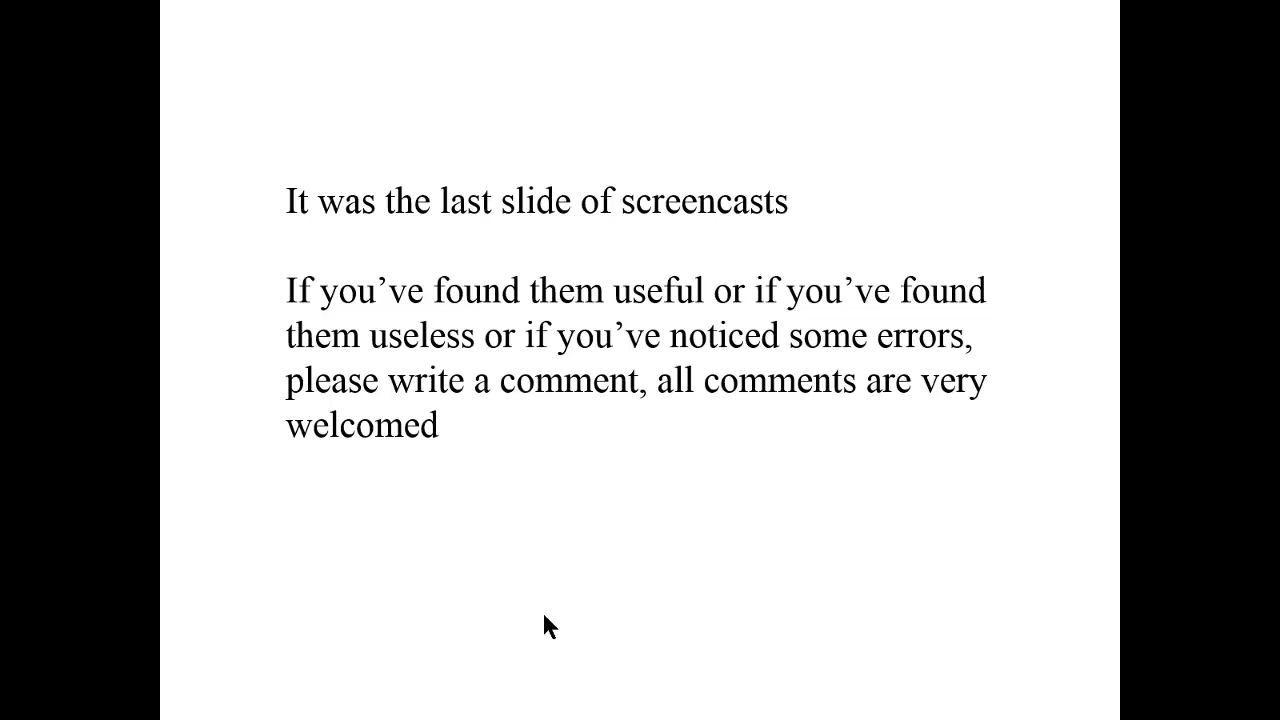 It was the last slide of screencasts
If you’ve found them useful or if you’ve found
them useless or if you’ve noticed some errors,
please write a comment, all comments are very
welcomed